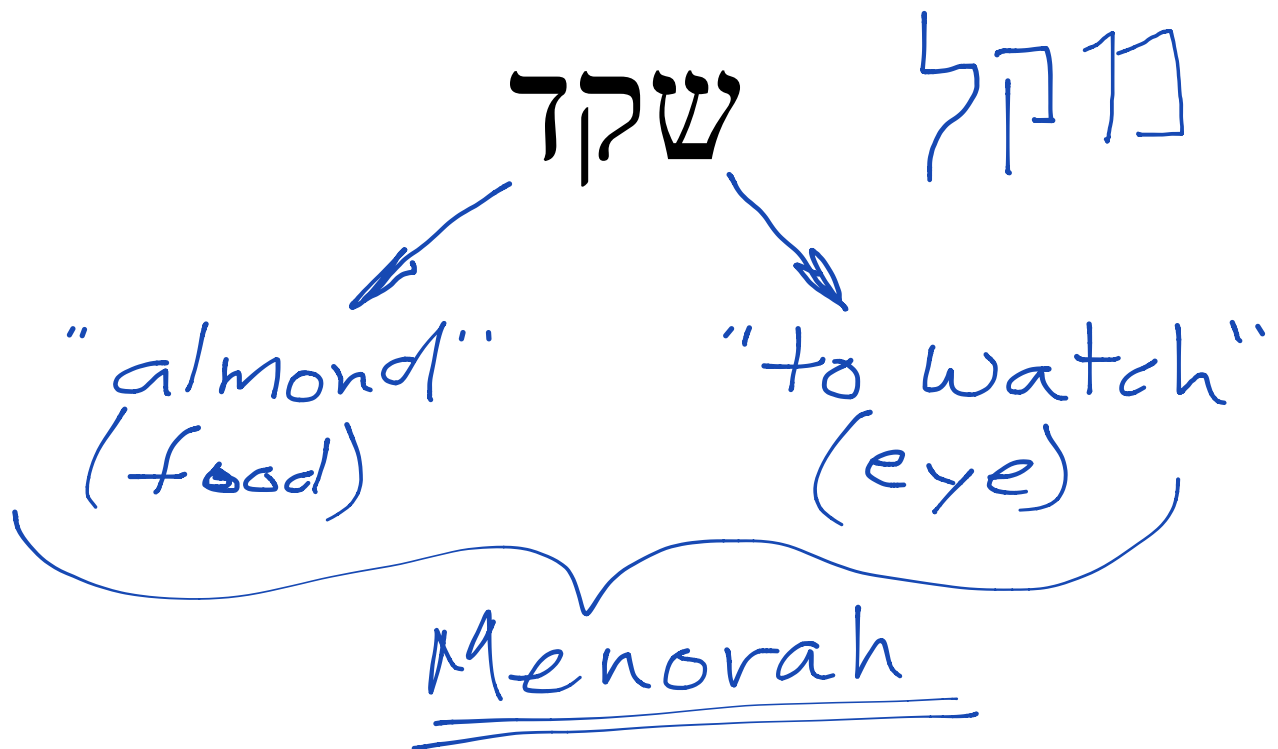 שקד
מקל
"almond"
"to watch"
(food)
(eye)
Menorah